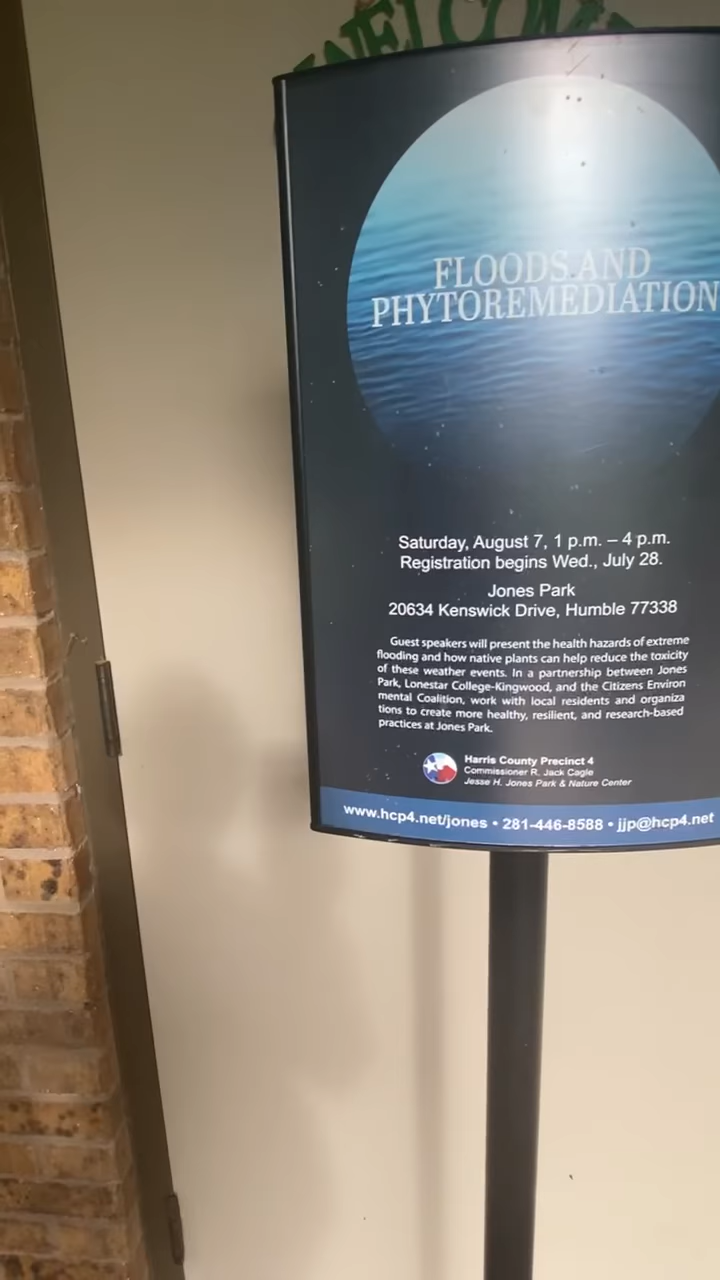 WELCOME
FLOODS AND
PHYTOREMEDIATION
Saturday, August 7, 1 p.m. – 4 p.m.
Registration begins Wed., July 28.
Jones Park
20634 Kenswick Drive, Humble 77338
Guest speakers will present the health hazards of extreme
flooding and how native plants can help reduce the toxicity
of these weather events. In a partnership between Jones
Park, Lonestar College-Kingwood, and the Citizens Environ
mental Coalition, work with local residents and organiza
tions to create more healthy, resilient, and research-based
practices at Jones Park.
Harris County Precinct 4
Commissioner R. Jack Cagle
Jesse H. Jones Park & Nature Center
www.hcp4.net/jones • 281-446-8588 • jjp@hcp4.net